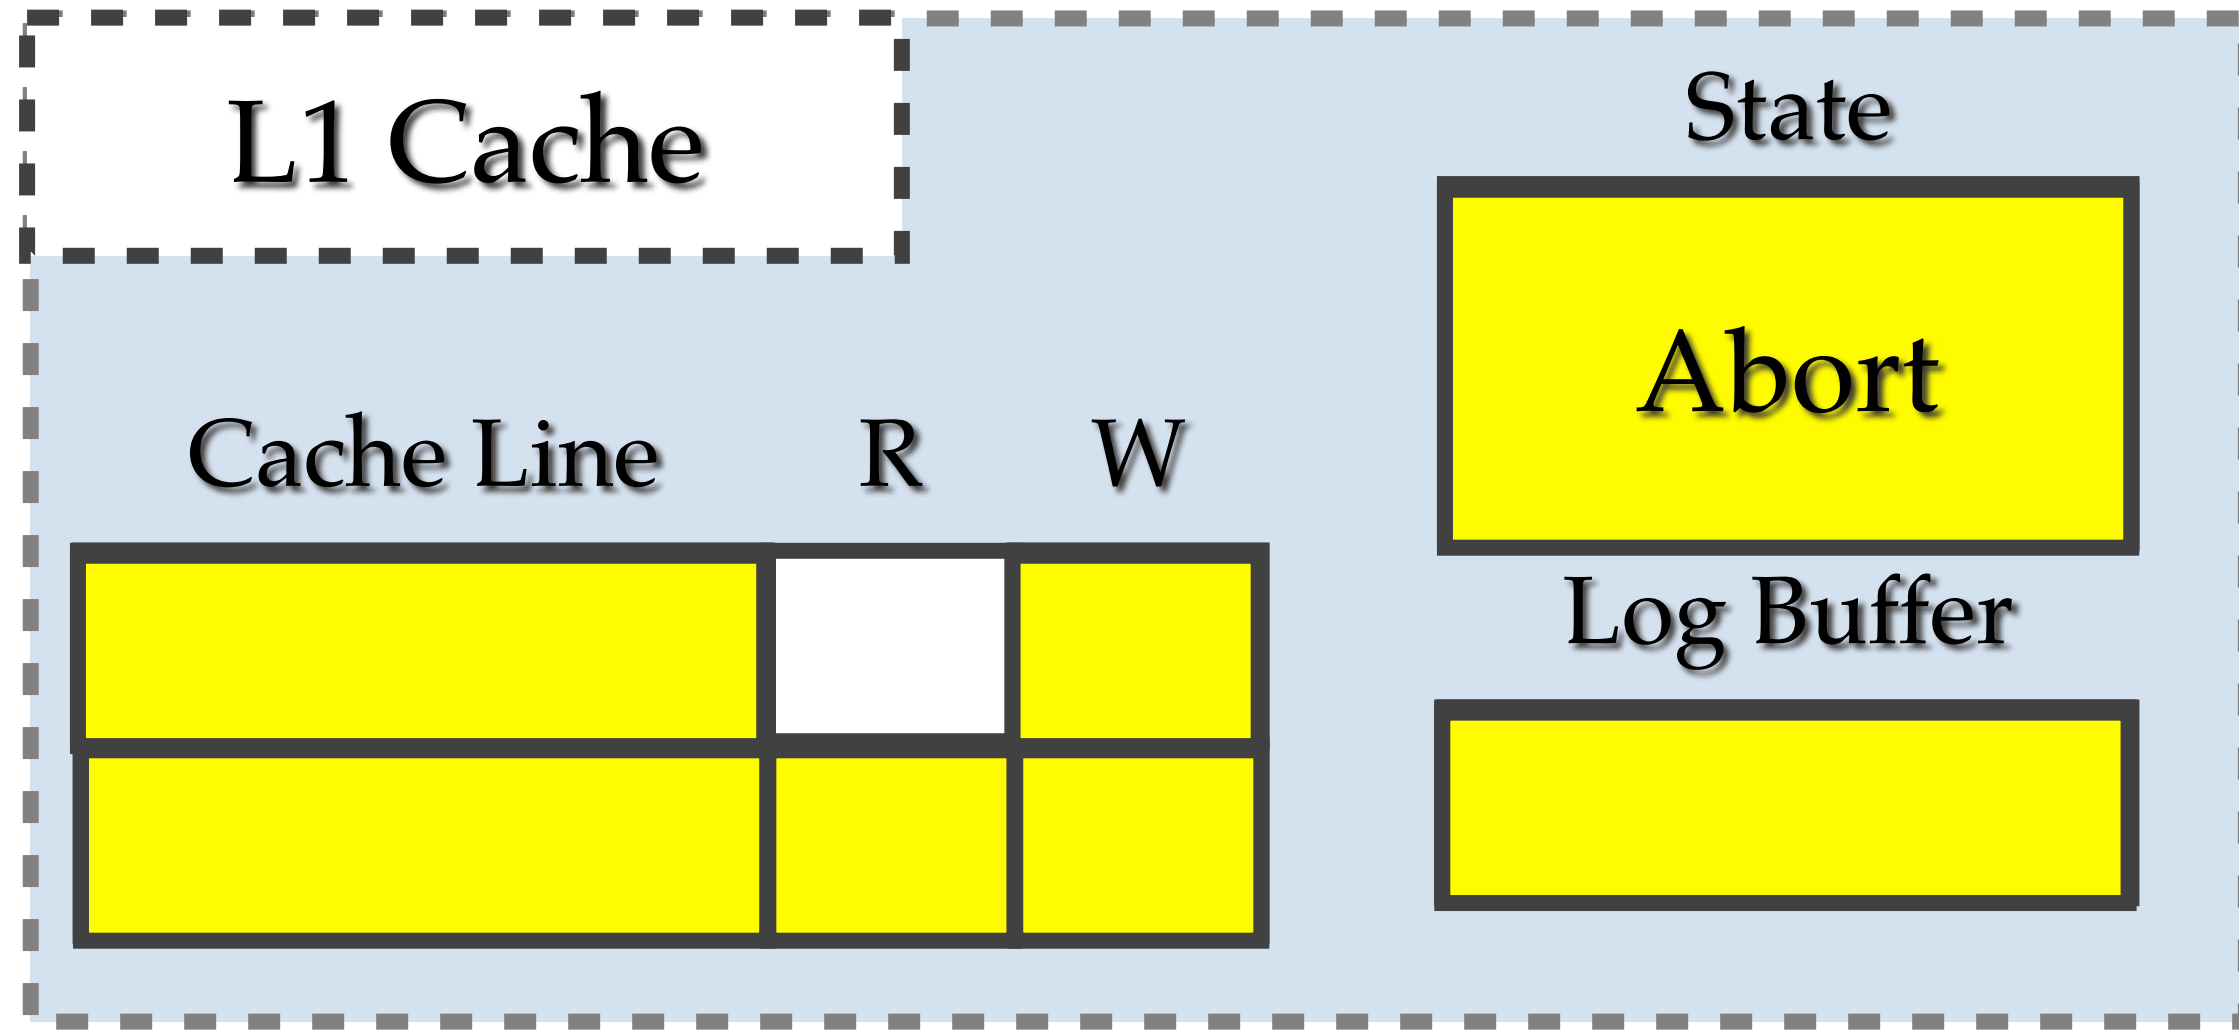 L1 Cache
State
Abort
Cache Line R W
Log Buffer